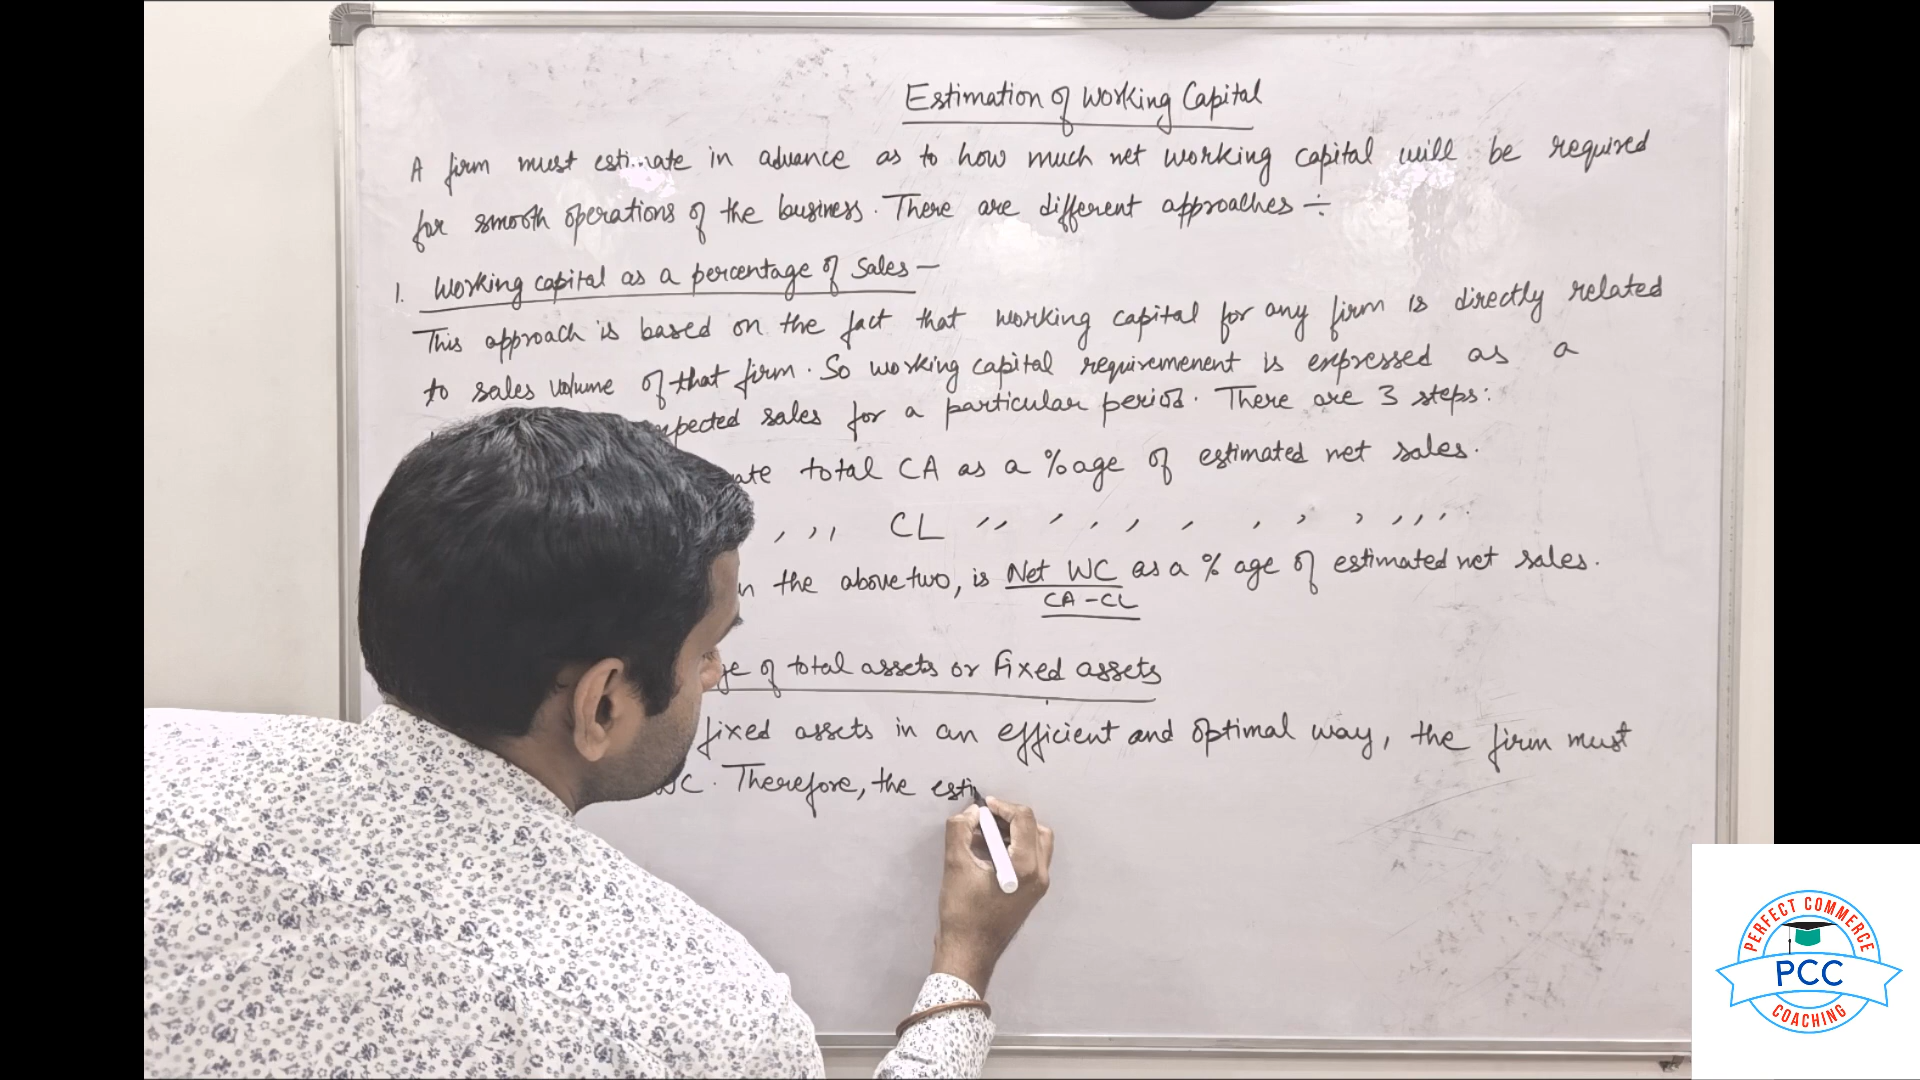 Estimation of Working Capital
A firm must estimate in advance as to how much net working capital will be required
for smooth operations of the business. There are different approaches ÷
1. Working capital as a percentage of Sales —
This approach is based on the fact that working capital for any firm is directly related
to sales volume of that firm. So working capital requiremenent is expressed as a
sales for a particular period. There are 3 steps:
total CA as a %age of estimated net sales.
,, ,, CL ,, ,, ,, ,, ,, ,, ,, ,,
the above two, is Net WC as a % age of estimated net sales.
CA - CL
of total assets or fixed assets
fixed assets in an efficient and optimal way, the firm must
WC. Therefore, the esti
PERFECT COMMERCE
PCC
COACHING